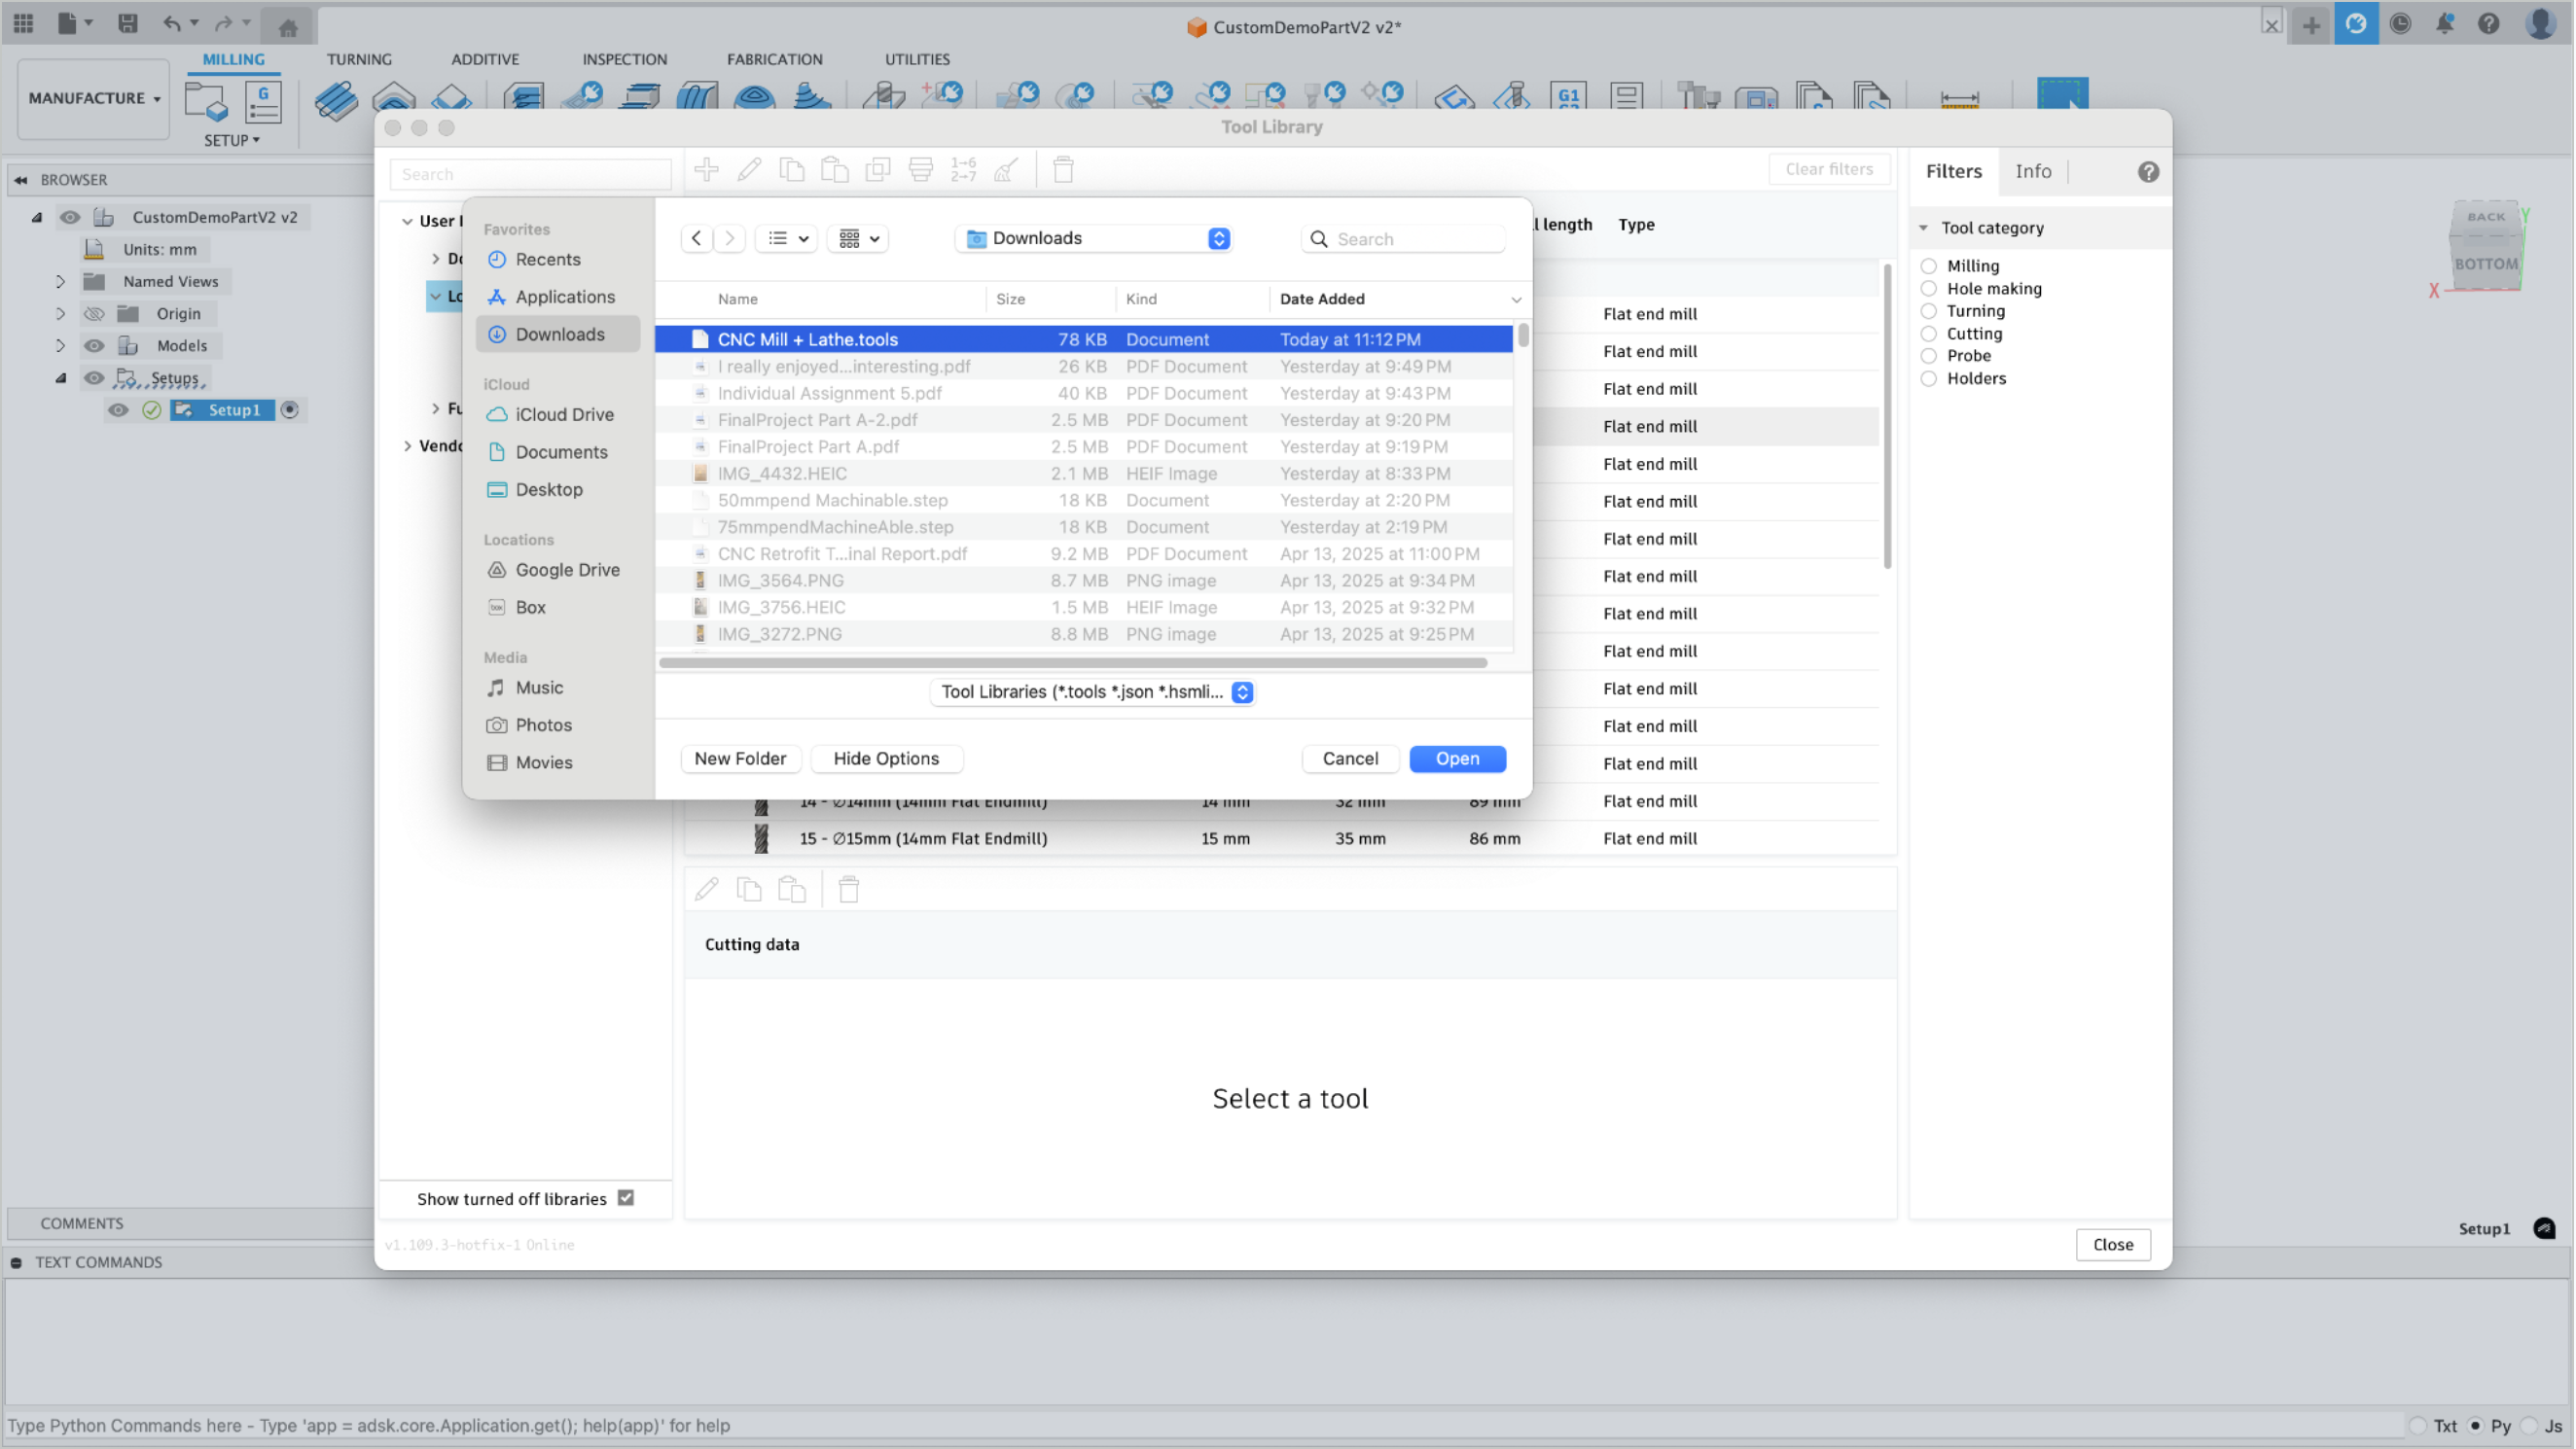 CustomDemoPartV2 v2*
MILLING
TURNING
ADDITIVE
INSPECTION
FABRICATION
UTILITIES
MANUFACTURE
G
G1
SETUP
Tool Library
BROWSER
CustomDemoPartV2 v2
Units: mm
Named Views
Origin
Models
Setups
Setup1
Search
1→6
2→7
Clear filters
Filters
Info
User
Favorites
Recents
Applications
Downloads
iCloud
iCloud Drive
Documents
Desktop
Locations
Google Drive
Box
Media
Music
Photos
Movies
Downloads
Search
Name Size Kind Date Added
CNC Mill + Lathe.tools 78 KB Document Today at 11:12 PM
I really enjoyed...interesting.pdf 26 KB PDF Document Yesterday at 9:49 PM
Individual Assignment 5.pdf 40 KB PDF Document Yesterday at 9:43 PM
FinalProject Part A-2.pdf 2.5 MB PDF Document Yesterday at 9:20 PM
FinalProject Part A.pdf 2.5 MB PDF Document Yesterday at 9:19 PM
IMG_4432.HEIC 2.1 MB HEIF Image Yesterday at 8:33 PM
50mmpend Machinable.step 18 KB Document Yesterday at 2:20 PM
75mmpendMachineAble.step 18 KB Document Yesterday at 2:19 PM
CNC Retrofit T...inal Report.pdf 9.2 MB PDF Document Apr 13, 2025 at 11:00 PM
IMG_3564.PNG 8.7 MB PNG image Apr 13, 2025 at 9:34 PM
IMG_3756.HEIC 1.5 MB HEIF Image Apr 13, 2025 at 9:32 PM
IMG_3272.PNG 8.8 MB PNG image Apr 13, 2025 at 9:25 PM
Tool Libraries (*.tools *.json *.hsmli...
New Folder
Hide Options
Cancel
Open
length
Type
Flat end mill
Flat end mill
Flat end mill
Flat end mill
Flat end mill
Flat end mill
Flat end mill
Flat end mill
Flat end mill
Flat end mill
Flat end mill
Flat end mill
Flat end mill
14 - ∅14mm (14mm Flat Endmill) 14 mm 32 mm 89 mm Flat end mill
15 - ∅15mm (14mm Flat Endmill) 15 mm 35 mm 86 mm Flat end mill
Tool category
Milling
Hole making
Turning
Cutting
Probe
Holders
BACK
BOTTOM
X
Y
Cutting data
Select a tool
Show turned off libraries
v1.109.3-hotfix-1 Online
Close
COMMENTS
Setup1
TEXT COMMANDS
Type Python Commands here - Type 'app = adsk.core.Application.get(); help(app)' for help
Txt
Py
Js